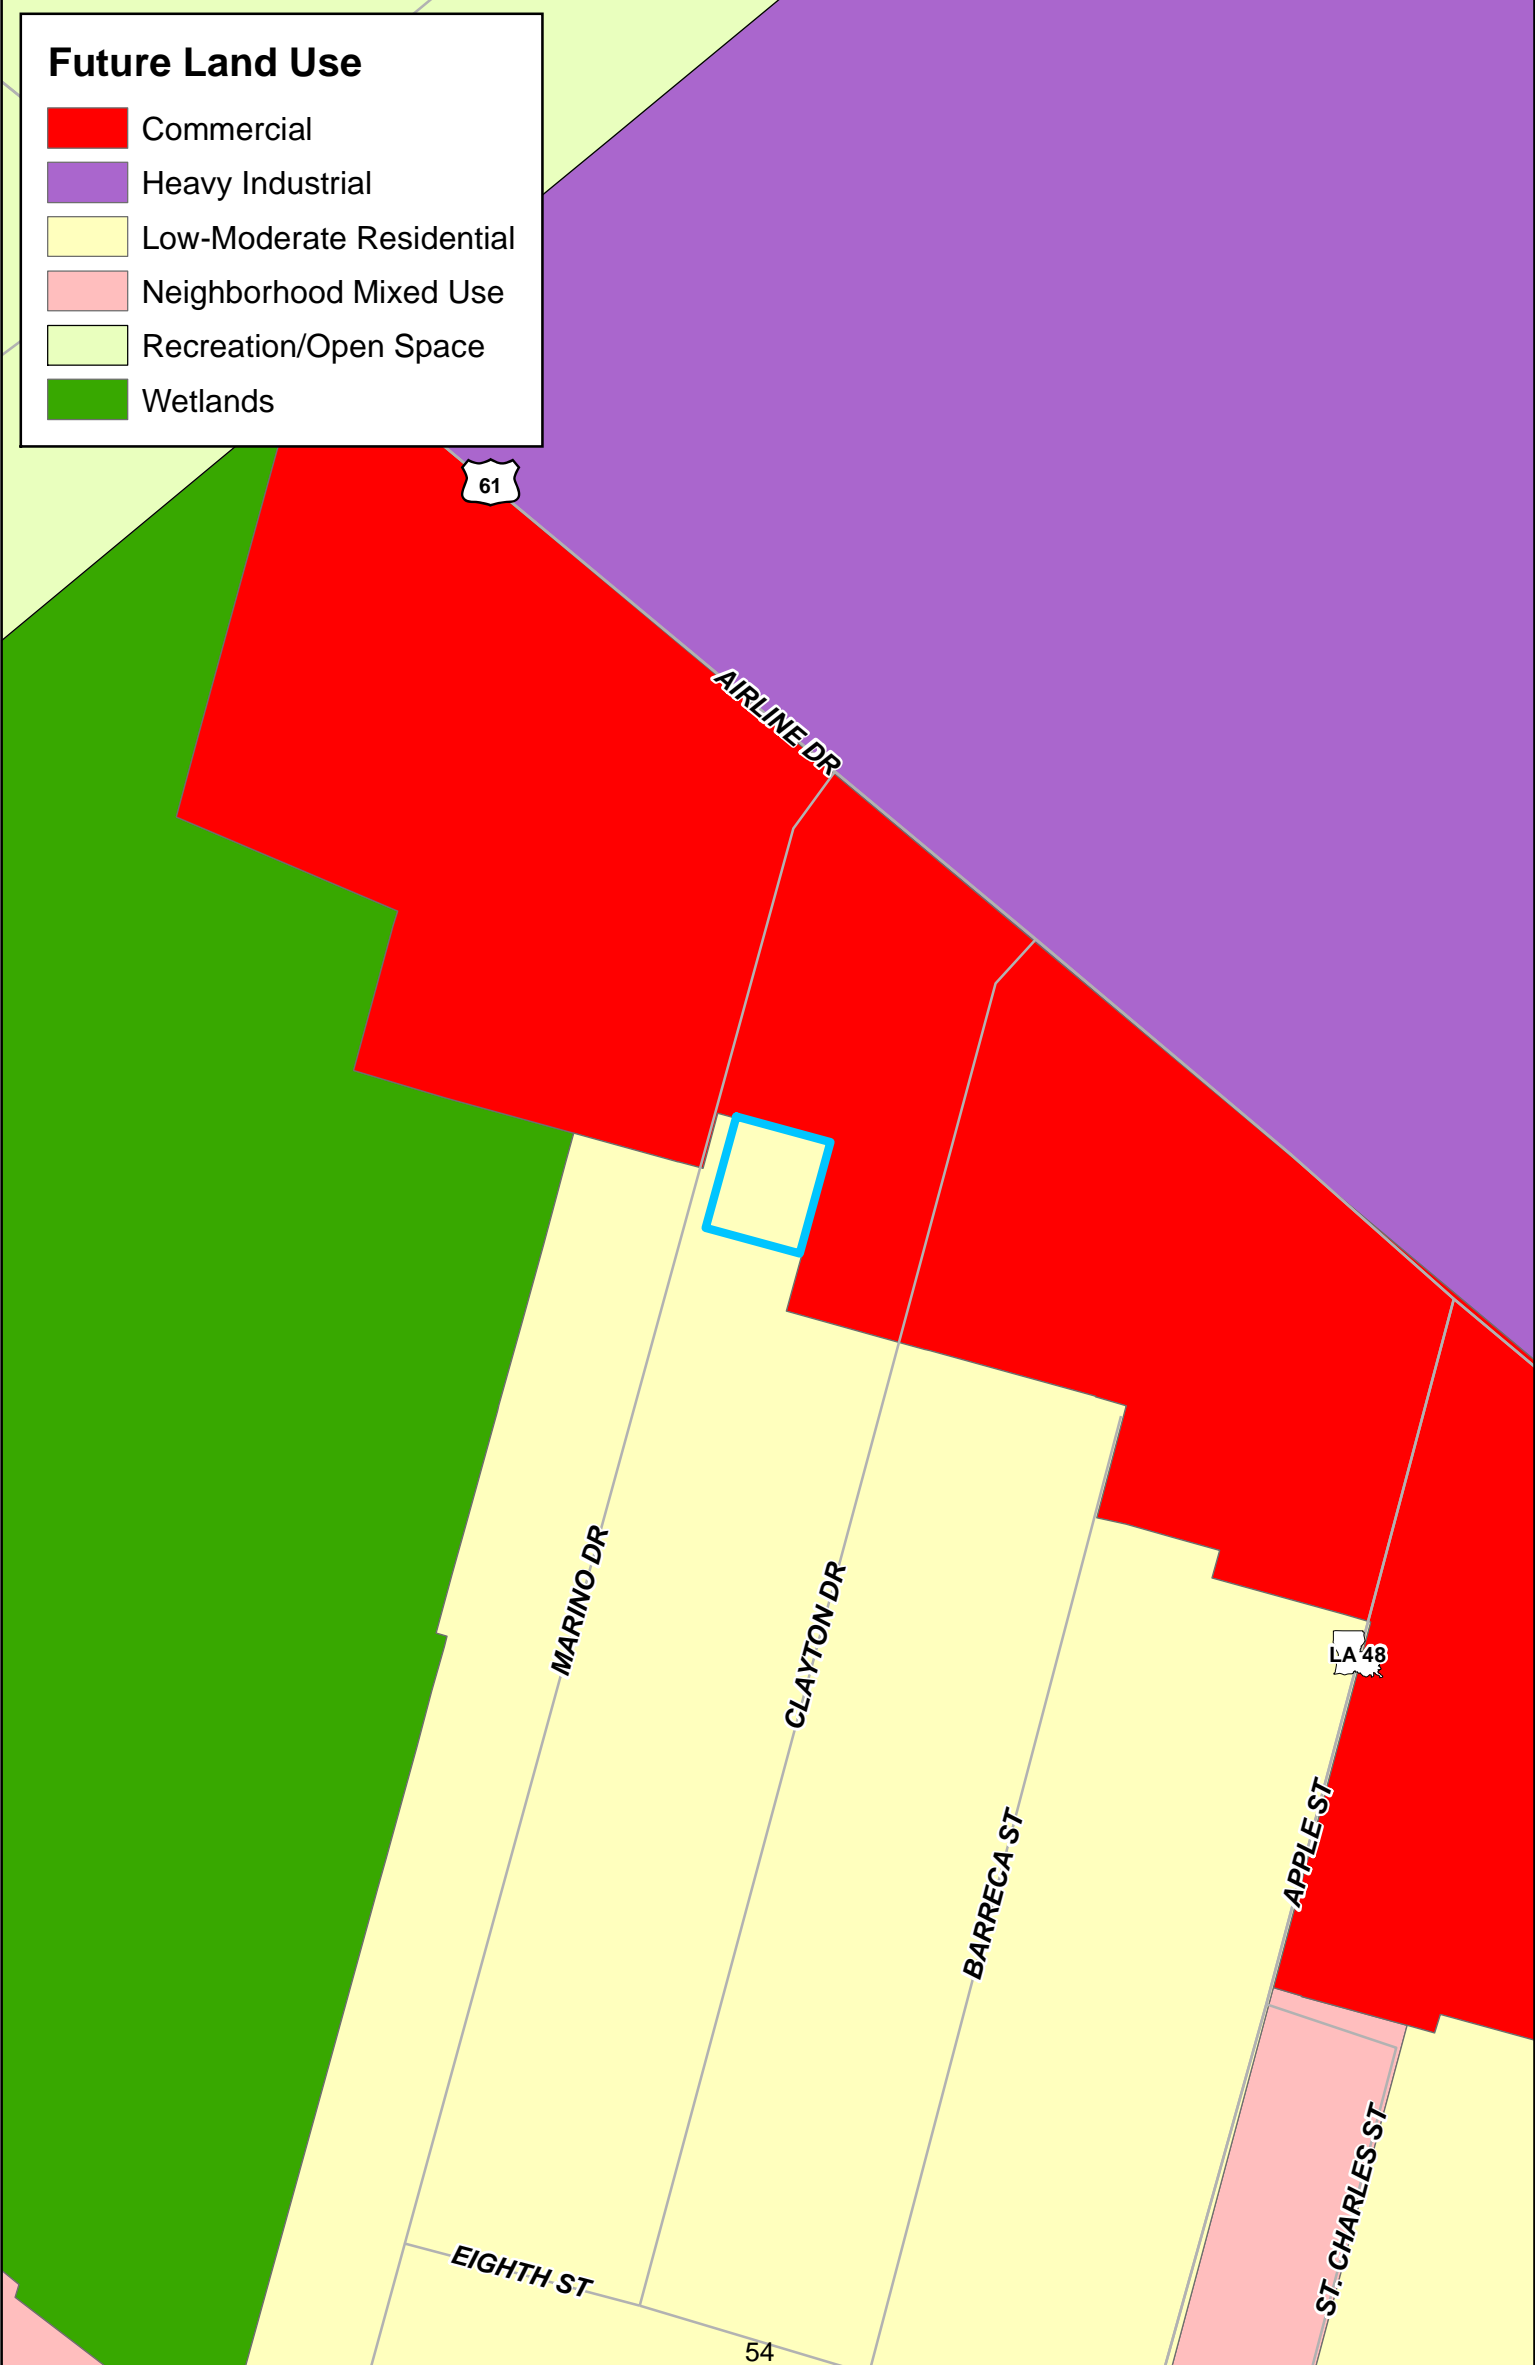 Future Land Use
Commercial
Heavy Industrial
Low-Moderate Residential
Neighborhood Mixed Use
Recreation/Open Space
Wetlands
61
AIRLINE DR
MARINO DR
CLAYTON DR
LA 48
APPLE ST
BARRECA ST
ST. CHARLES ST
EIGHTH ST
54